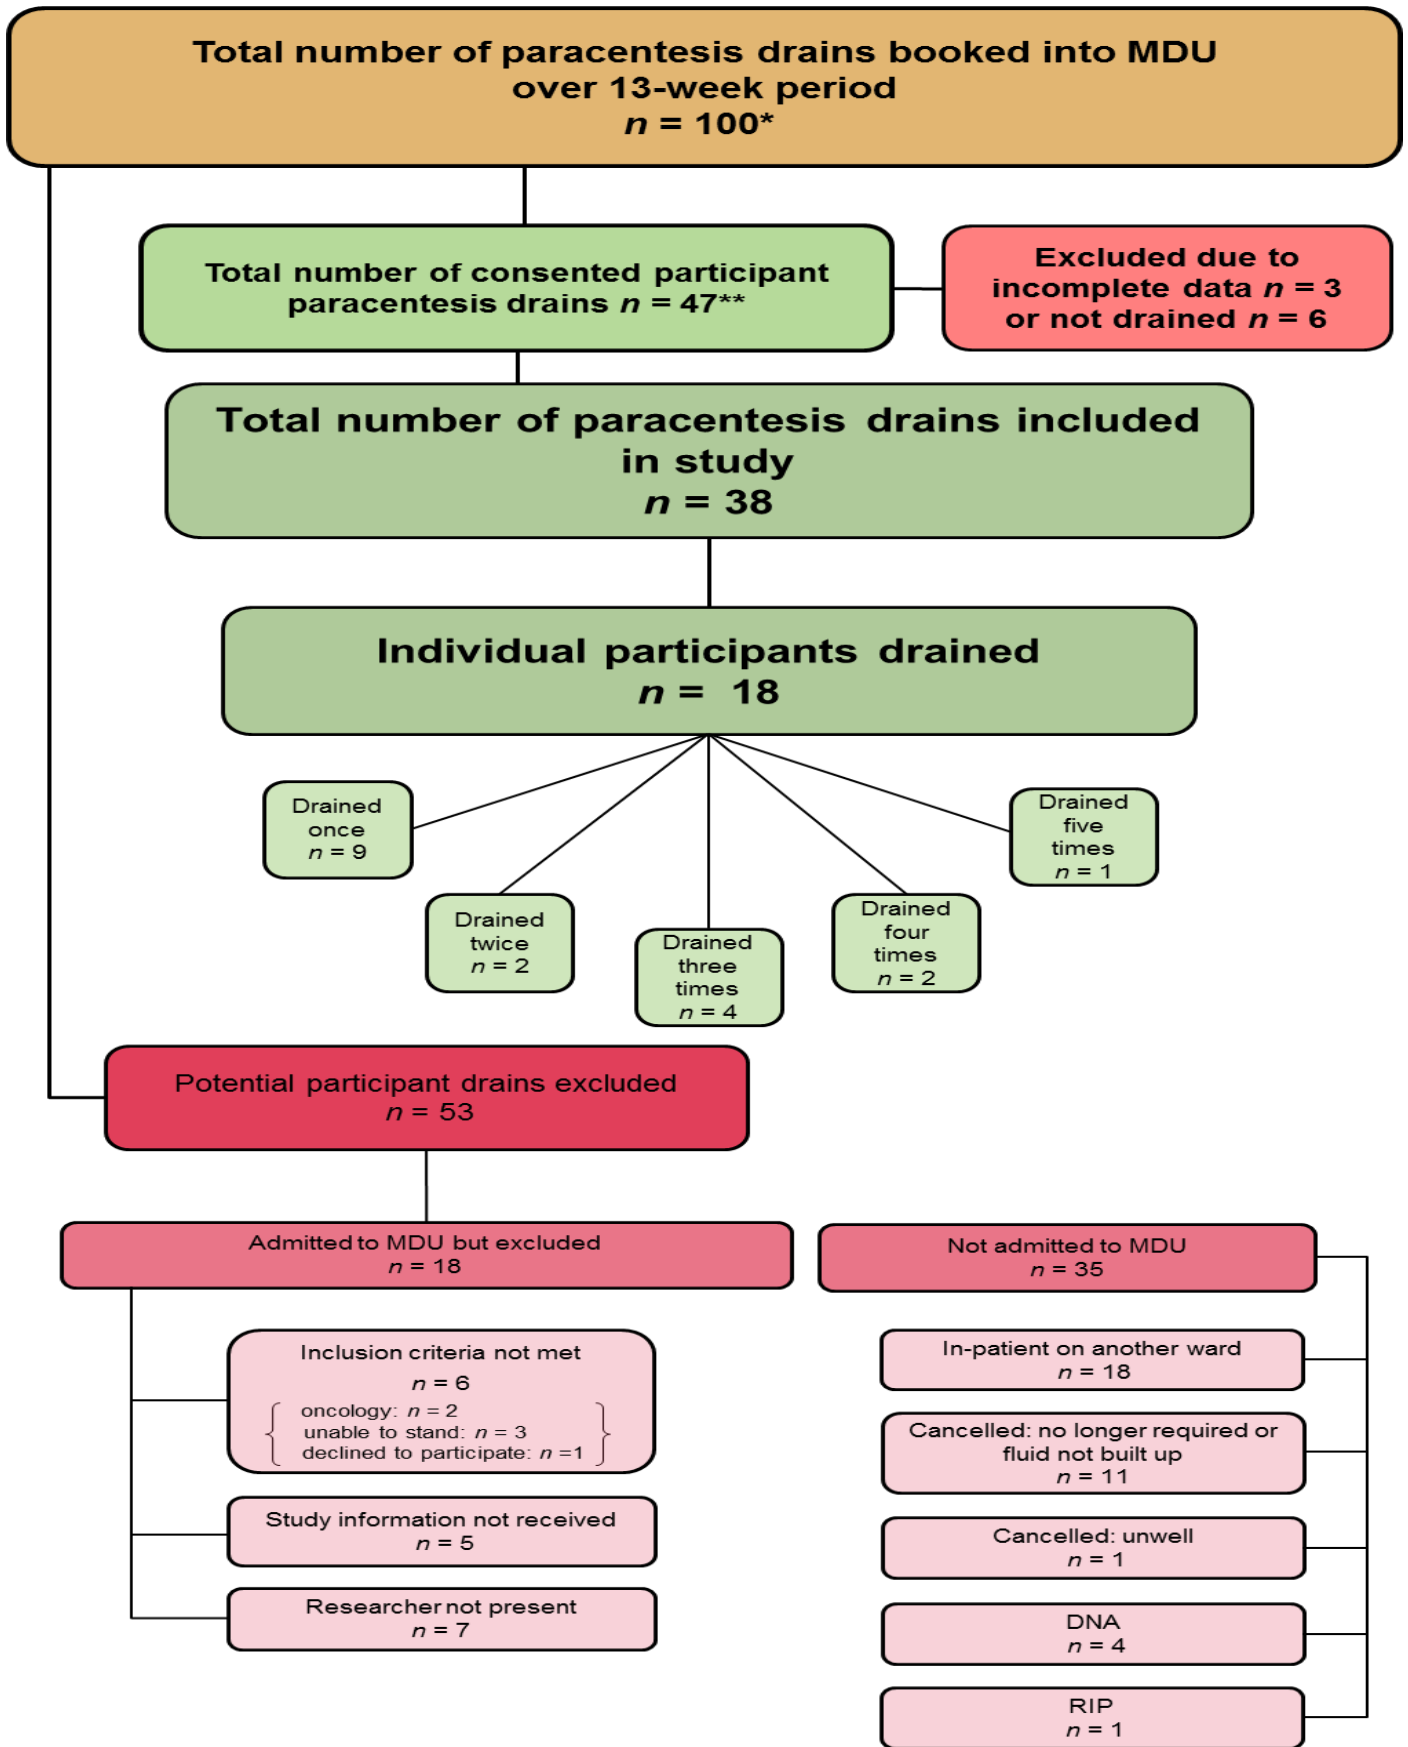 Total number of paracentesis drains booked into MDU
over 13-week period
n = 100*
Total number of consented participant
paracentesis drains n = 47**
Excluded due to
incomplete data n = 3
or not drained n = 6
Total number of paracentesis drains included
in study
n = 38
Individual participants drained
n = 18
Drained
once
n = 9
Drained
twice
n = 2
Drained
three
times
n = 4
Drained
four
times
n = 2
Drained
five
times
n = 1
Potential participant drains excluded
n = 53
Admitted to MDU but excluded
n = 18
Inclusion criteria not met
n = 6
oncology: n = 2
unable to stand: n = 3
declined to participate: n =1
Study information not received
n = 5
Researcher not present
n = 7
Not admitted to MDU
n = 35
In-patient on another ward
n = 18
Cancelled: no longer required or
fluid not built up
n = 11
Cancelled: unwell
n = 1
DNA
n = 4
RIP
n = 1